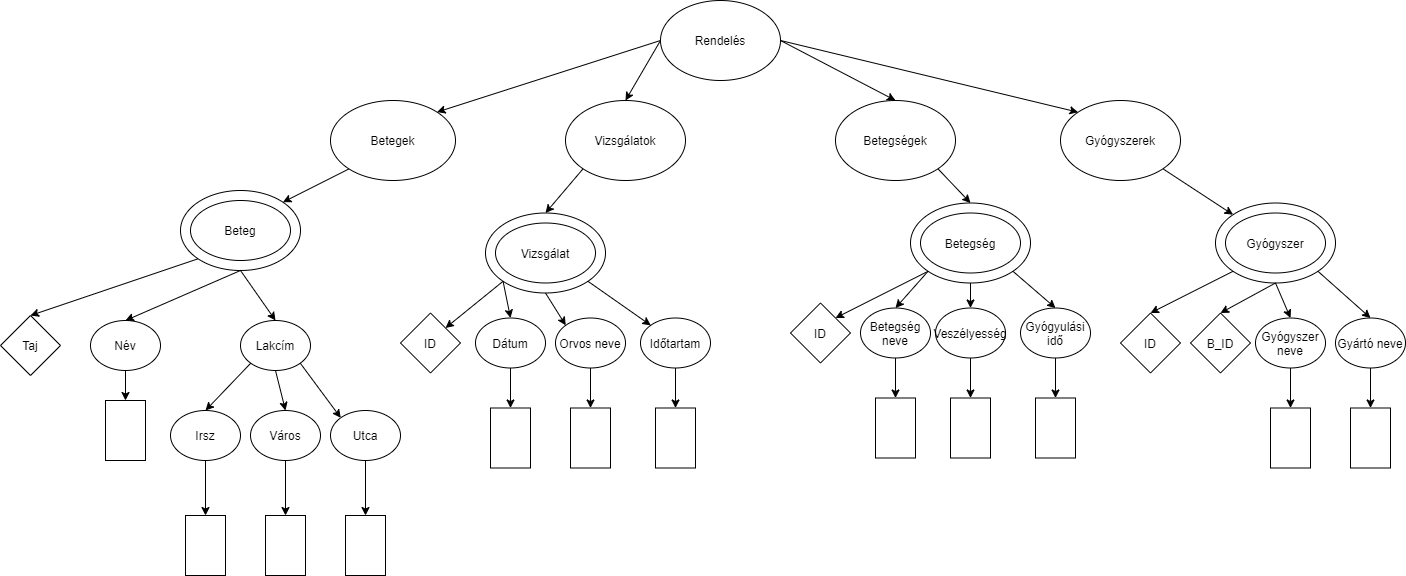 Rendelés
Betegek
Vizsgálatok
Betegségek
Gyógyszerek
Beteg
Vizsgálat
Betegség
Gyógyszer
Taj
Név
Lakcím
ID
Dátum
Orvos neve
Időtartam
ID
Betegség
neve
Veszélyesség
Gyógyulási
idő
ID
B_ID
Gyógyszer
neve
Gyártó neve
Irsz
Város
Utca